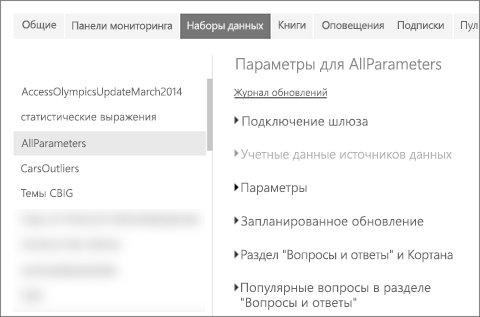 Общие Панели мониторинга Наборы данных Книги Оповещения Подписки Пул
Параметры для AllParameters
Журнал обновлений
AccessOlympicsUpdateMarch2014
статистические выражения
AllParameters
CarsOutliers
Темы CBIG
Подключение шлюза
Учетные данные источников данных
Параметры
Запланированное обновление
Раздел "Вопросы и ответы" и Кортана
Популярные вопросы в разделе
"Вопросы и ответы"